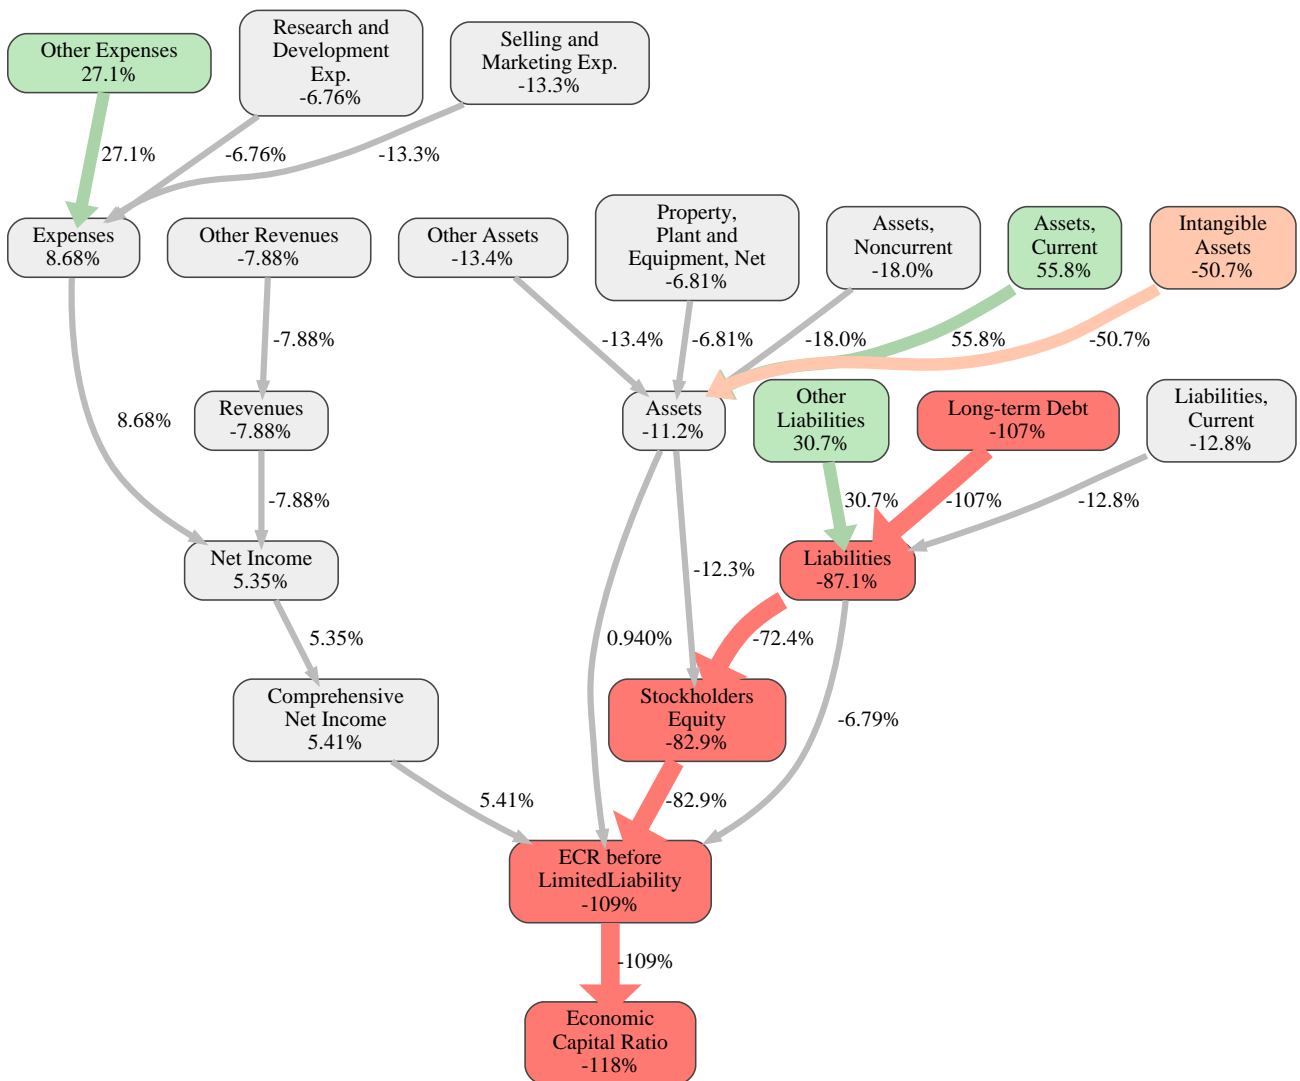 Other Expenses
27.1%
Research and
Development
Exp.
-6.76%
Selling and
Marketing Exp.
-13.3%
27.1%
-6.76%
-13.3%
Expenses
8.68%
Other Revenues
-7.88%
Other Assets
-13.4%
Property,
Plant and
Equipment, Net
-6.81%
Assets,
Noncurrent
-18.0%
Assets,
Current
55.8%
Intangible
Assets
-50.7%
-7.88%
-13.4%
-6.81%
-18.0%
55.8%
-50.7%
8.68%
Revenues
-7.88%
Assets
-11.2%
Other
Liabilities
30.7%
Long-term Debt
-107%
Liabilities,
Current
-12.8%
-7.88%
30.7%
-107%
-12.8%
Net Income
5.35%
-12.3%
Liabilities
-87.1%
5.35%
0.940%
-72.4%
Comprehensive
Net Income
5.41%
Stockholders
Equity
-82.9%
-6.79%
5.41%
-82.9%
ECR before
LimitedLiability
-109%
-109%
Economic
Capital Ratio
-118%